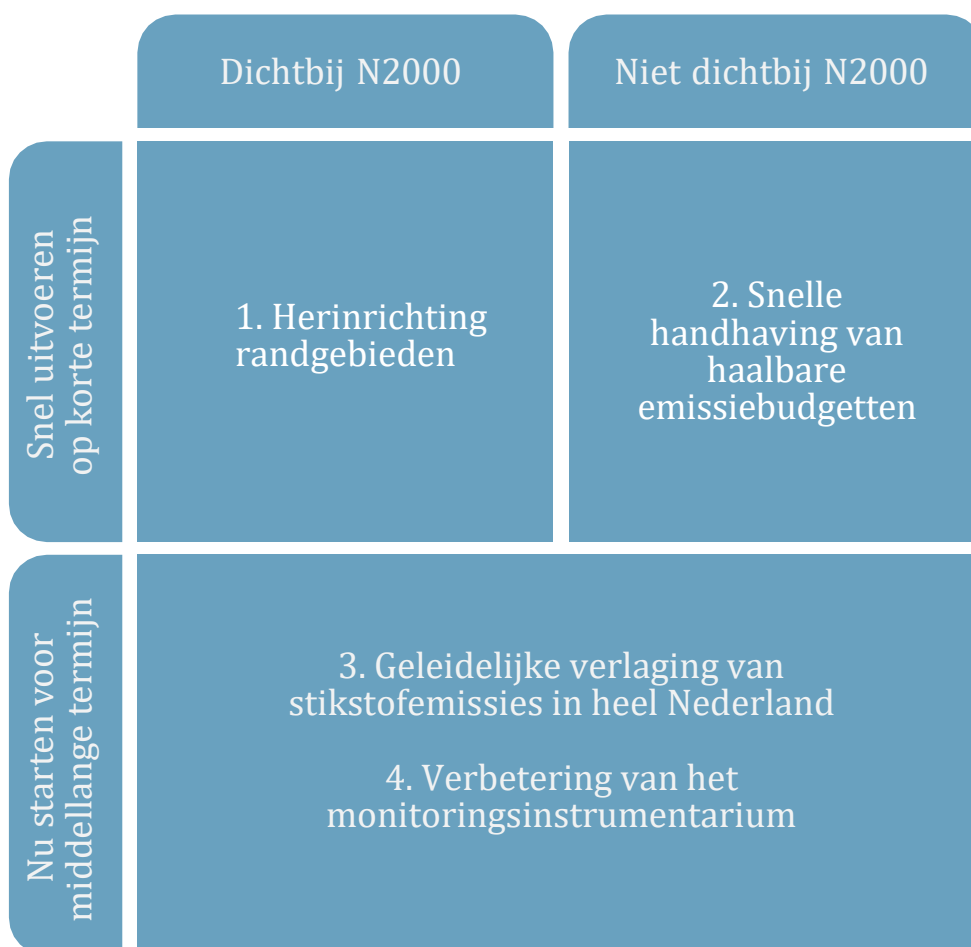 Dichtbij N2000
Niet dichtbij N2000
Snel uitvoeren
op korte termijn
1. Herinrichting
randgebieden
2. Snelle
handhaving van
haalbare
emissiebudgetten
Nu starten voor
middellange termijn
3. Geleidelijke verlaging van
stikstofemissies in heel Nederland
4. Verbetering van het
monitoringsinstrumentarium